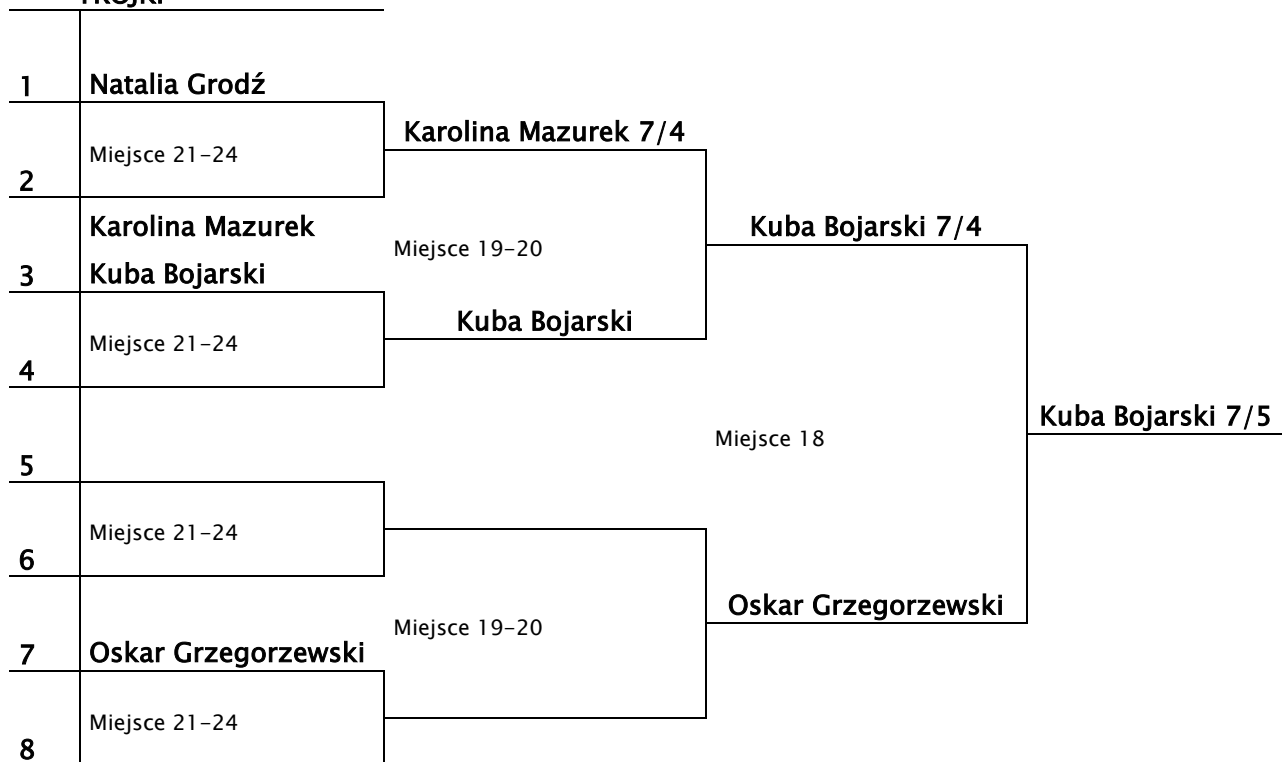 1 Natalia Grodź
Karolina Mazurek 7/4
Miejsce 21-24
2
Karolina Mazurek
Kuba Bojarski 7/4
Miejsce 19-20
3 Kuba Bojarski
Kuba Bojarski
Miejsce 21-24
4
Kuba Bojarski 7/5
Miejsce 18
5
Miejsce 21-24
6
Oskar Grzegorzewski
Miejsce 19-20
7 Oskar Grzegorzewski
Miejsce 21-24
8